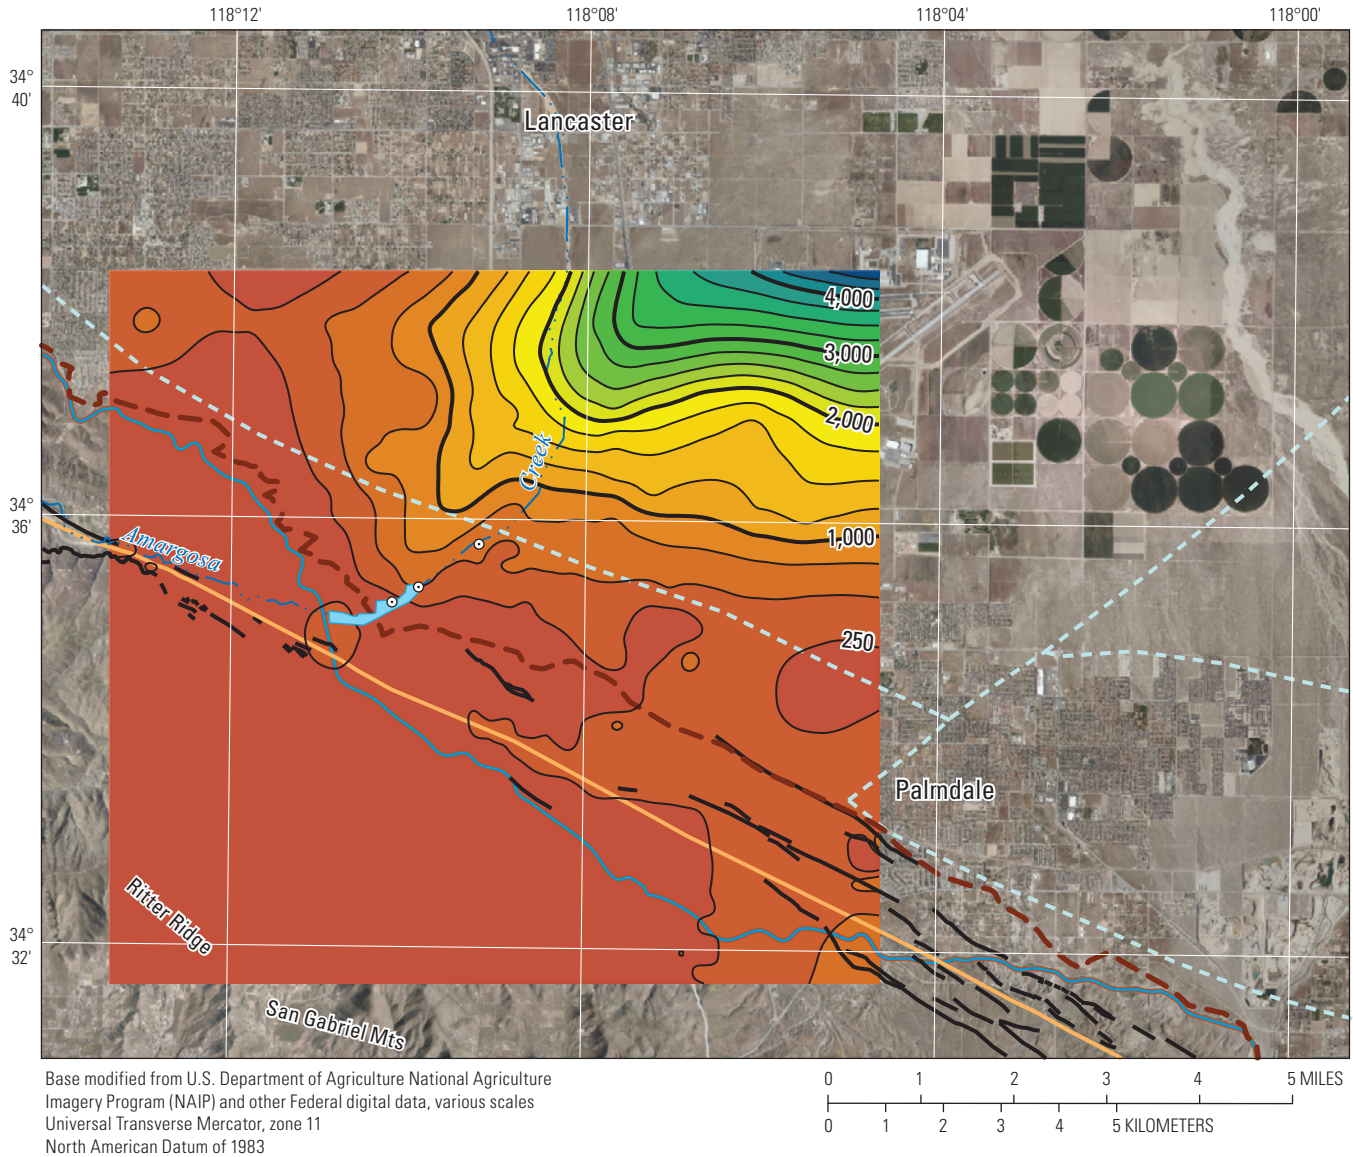 118°12' 118°08' 118°04' 118°00'
34°
40'
Lancaster
4,000
3,000
2,000
Creek
34°
36'
1,000
Amargosa
250
Palmdale
Ritter Ridge
34°
32'
San Gabriel Mts
Base modified from U.S. Department of Agriculture National Agriculture
Imagery Program (NAIP) and other Federal digital data, various scales
Universal Transverse Mercator, zone 11
North American Datum of 1983
0 1 2 3 4 5 MILES
0 1 2 3 4 5 KILOMETERS